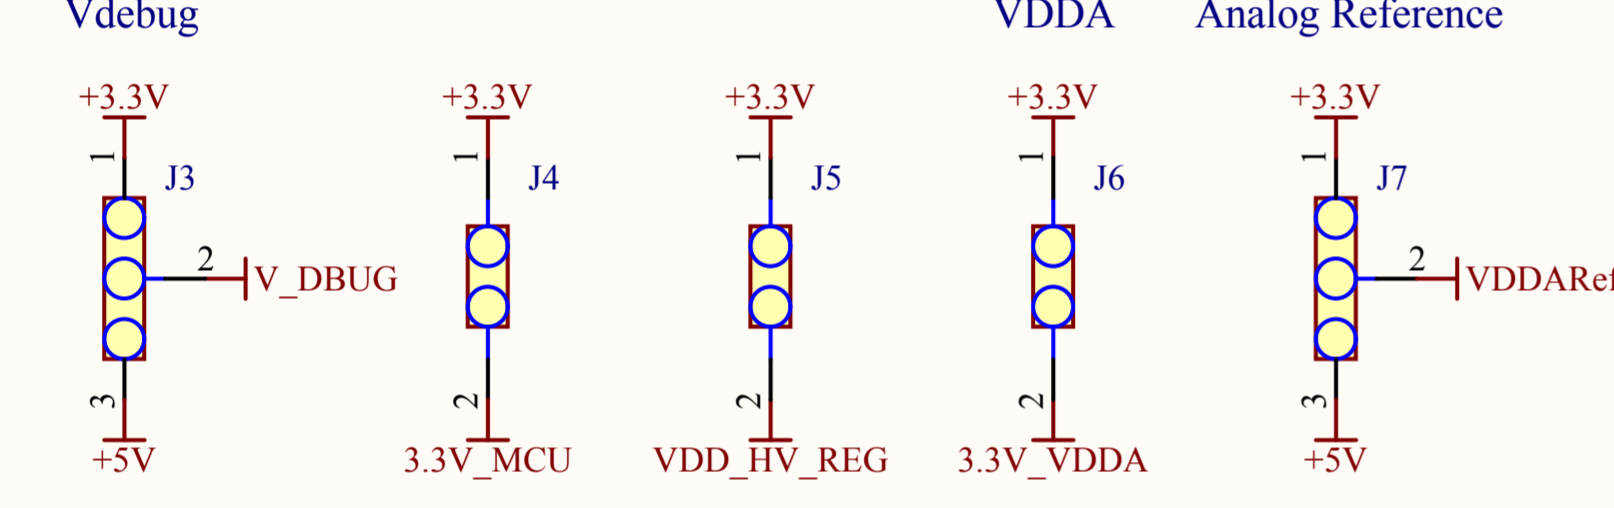 Vdebug VDDA Analog Reference
+3.3V +3.3V +3.3V +3.3V +3.3V
1 1 1 1 1
J3 J4 J5 J6 J7
2 V_DBUG 2 VDDARef
3 2 2 2 3
+5V 3.3V_MCU VDD_HV_REG 3.3V_VDDA +5V